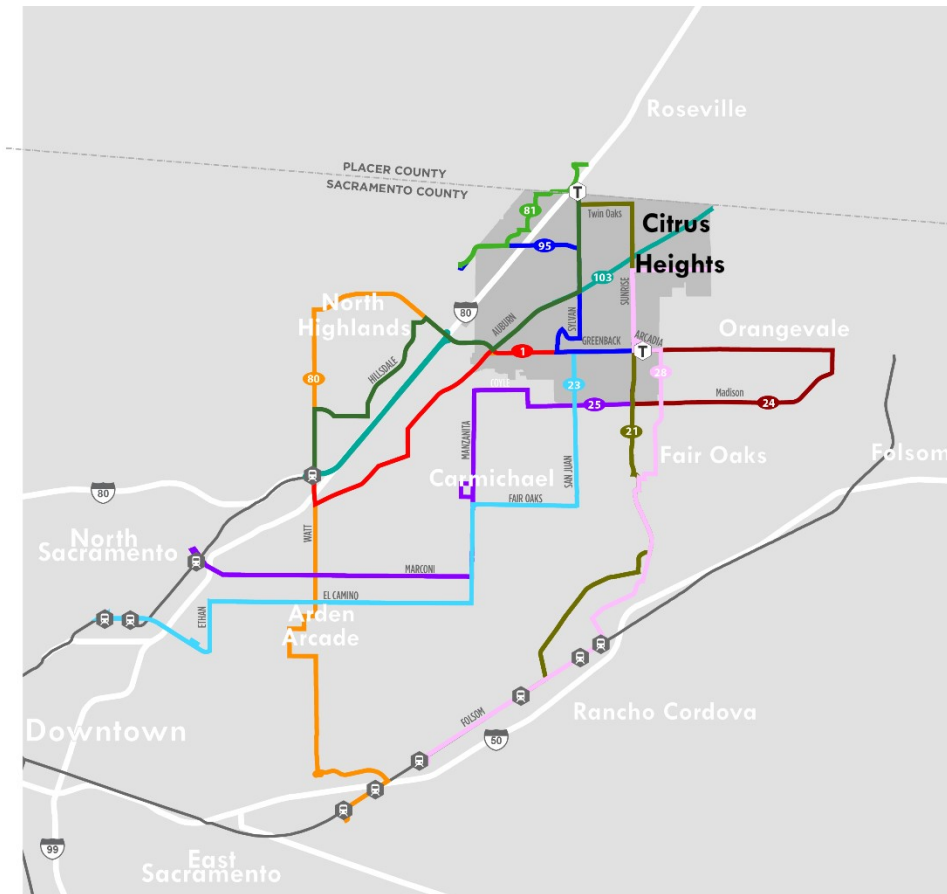 Roseville
PLACER COUNTY
SACRAMENTO COUNTY
T
81
Twin Oaks
Citrus
Heights
95
103
SUNRISE
80
North
Highlands
AUBURN
SYLVAN
GREENBACK
ARCADIA
T
Orangevale
1
HILLSDALE
80
23
28
COYLE
25
Madison
24
21
MANZANITA
Carmichael
SAN JUAN
Fair Oaks
Folsom
FAIR OAKS
80
WATT
North
Sacramento
MARCONI
EL CAMINO
ETHAN
Arden
Arcade
FOLSOM
Rancho Cordova
Downtown
50
99
East
Sacramento